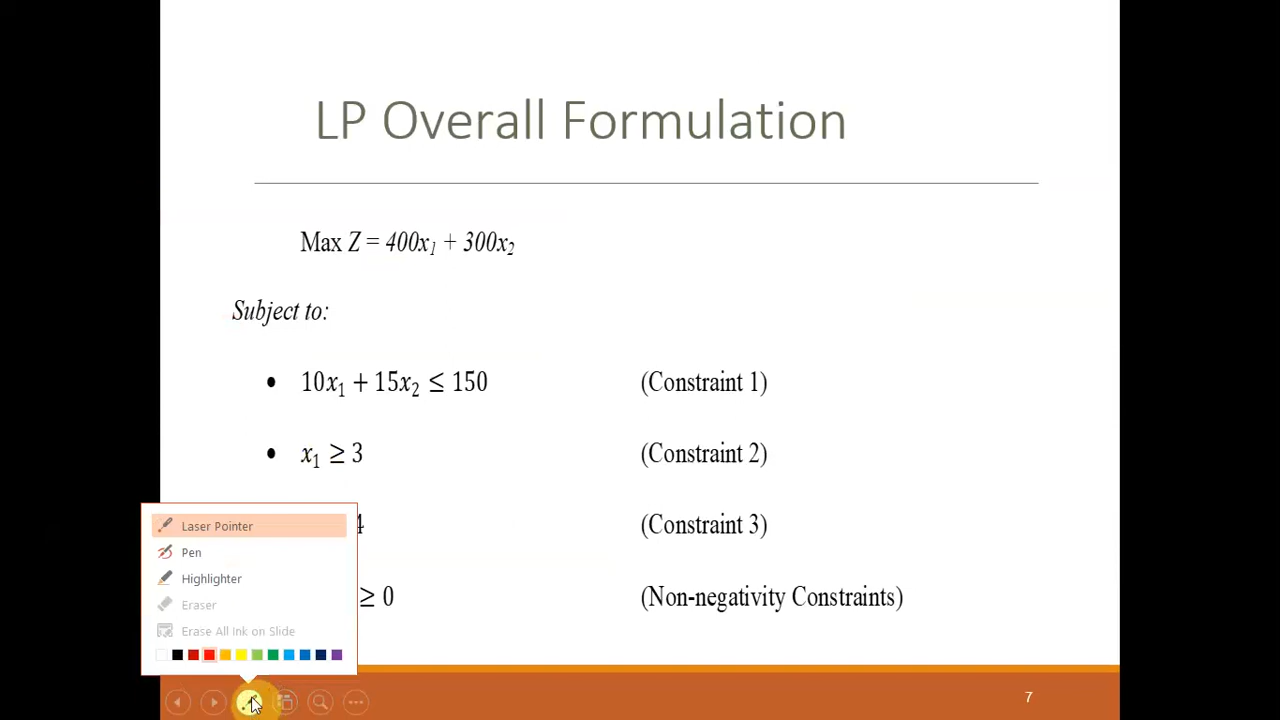 LP Overall Formulation
Max Z = 400x₁ + 300x₂
Subject to:
• 10x₁ + 15x₂ ≤ 150 (Constraint 1)
• x₁ ≥ 3 (Constraint 2)
4 (Constraint 3)
≥ 0 (Non-negativity Constraints)
Laser Pointer
Pen
Highlighter
Eraser
Erase All Ink on Slide
7